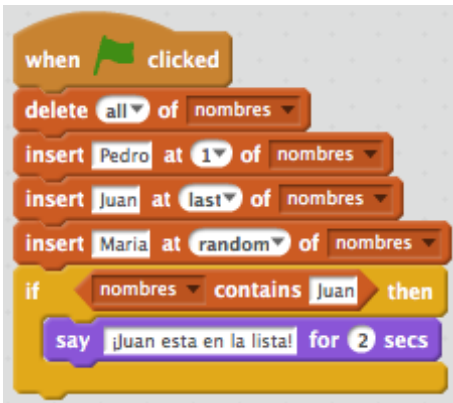 when clicked
delete all of nombres
insert Pedro at 1 of nombres
insert Juan at last of nombres
insert Maria at random of nombres
if nombres contains Juan then
say ¡Juan esta en la lista! for 2 secs